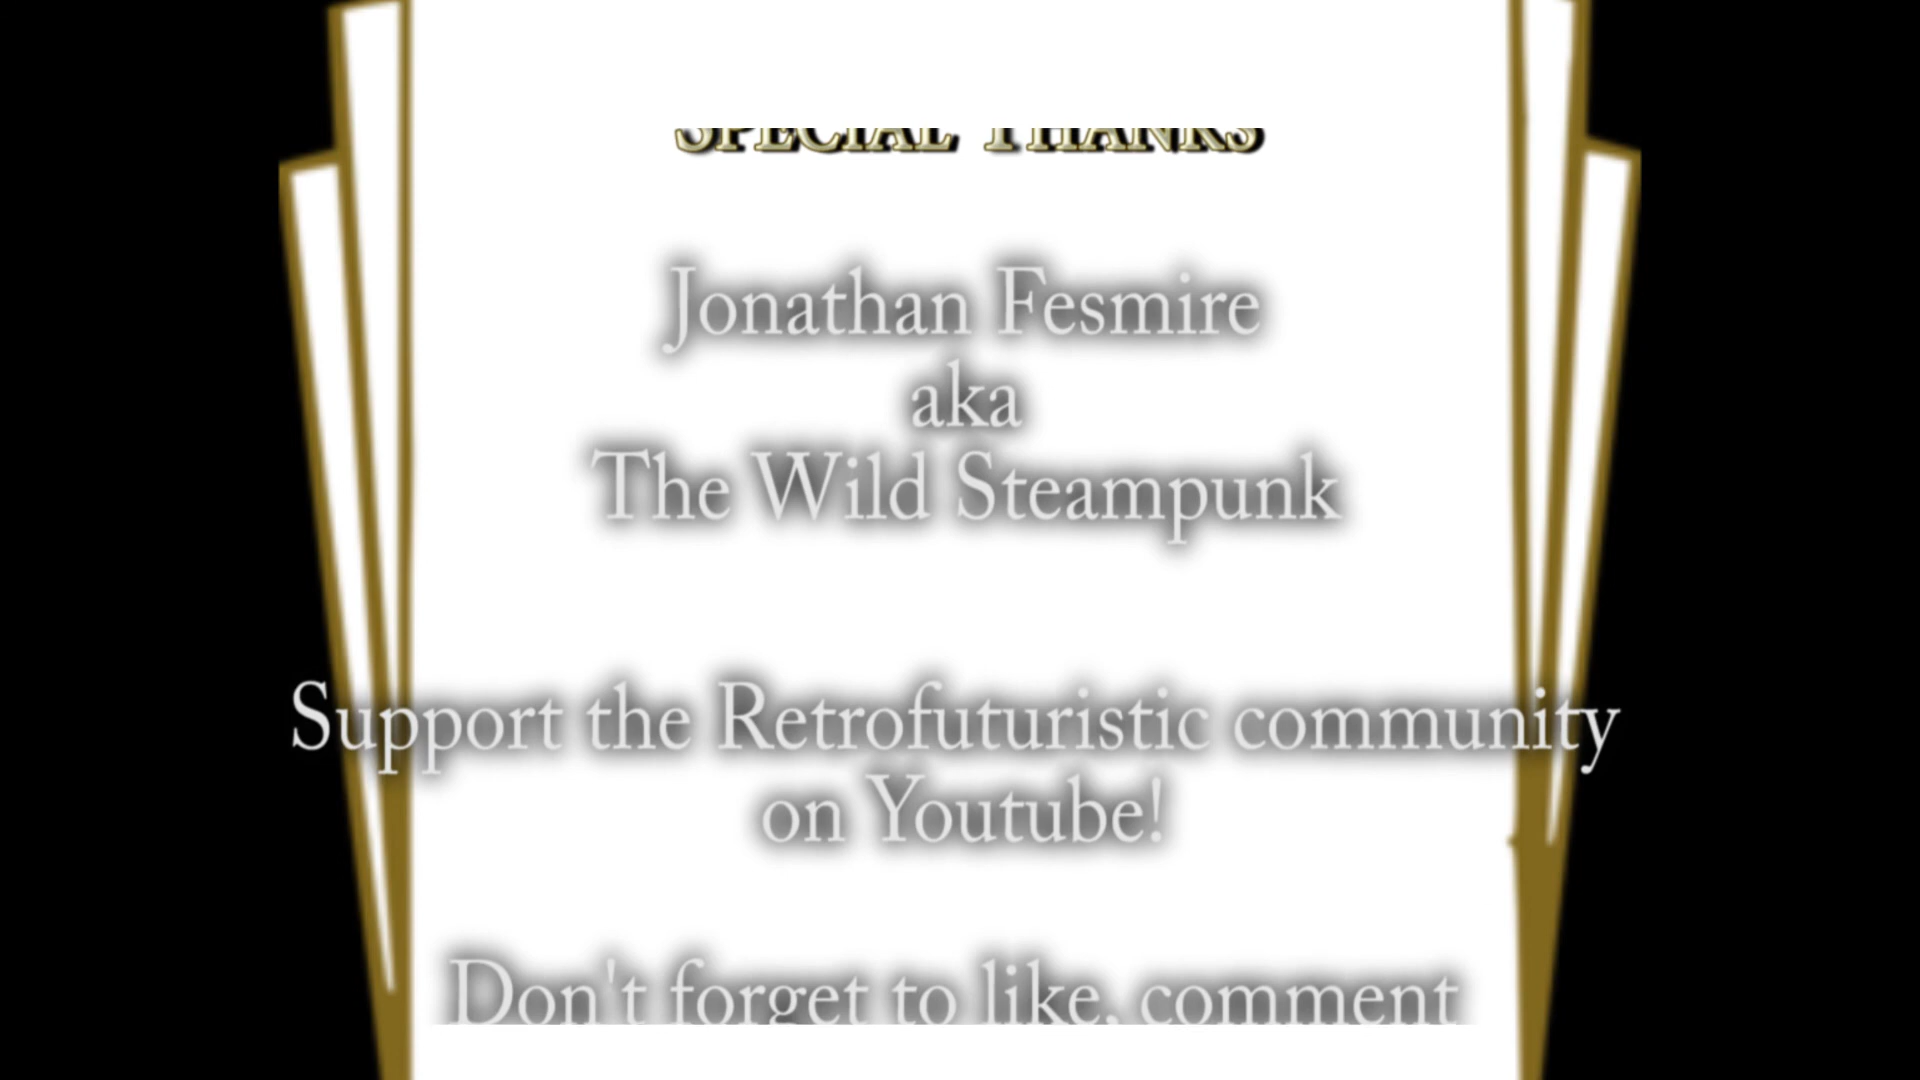 SPECIAL THANKS
Jonathan Fesmire
aka
The Wild Steampunk
Support the Retrofuturistic community
on Youtube!
Don't forget to like, comment